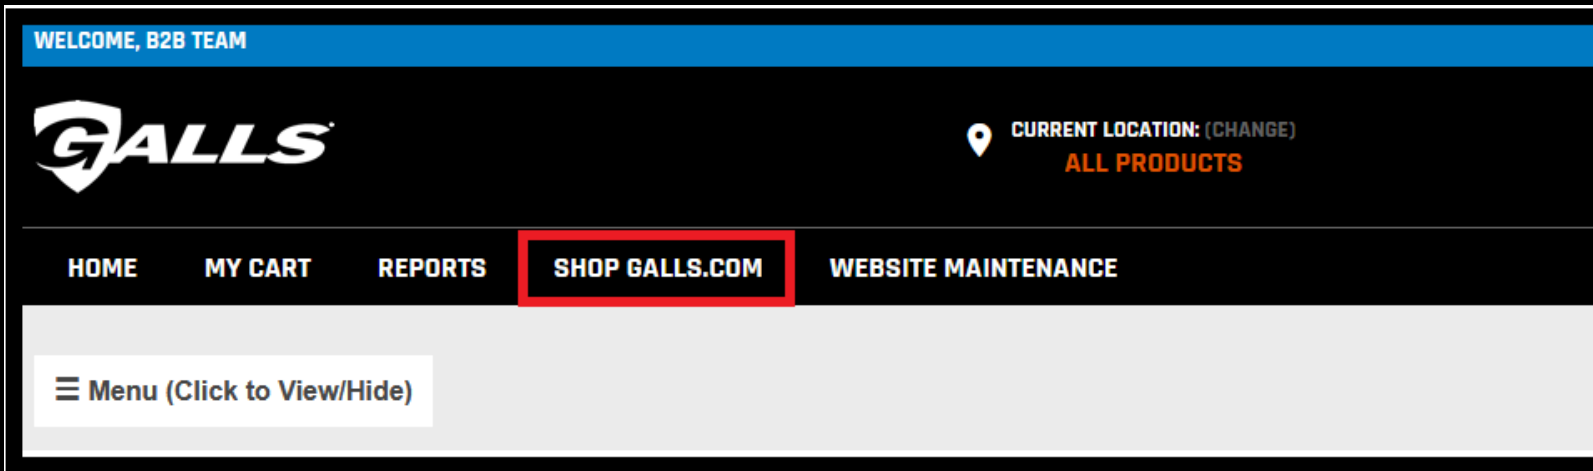 WELCOME, B2B TEAM
GALLS
CURRENT LOCATION: (CHANGE)
ALL PRODUCTS
HOME MY CART REPORTS SHOP GALLS.COM WEBSITE MAINTENANCE
☰ Menu (Click to View/Hide)